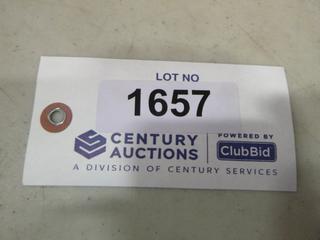 LOT NO
1657
CENTURY AUCTIONS
POWERED BY
ClubBid
A DIVISION OF CENTURY SERVICES